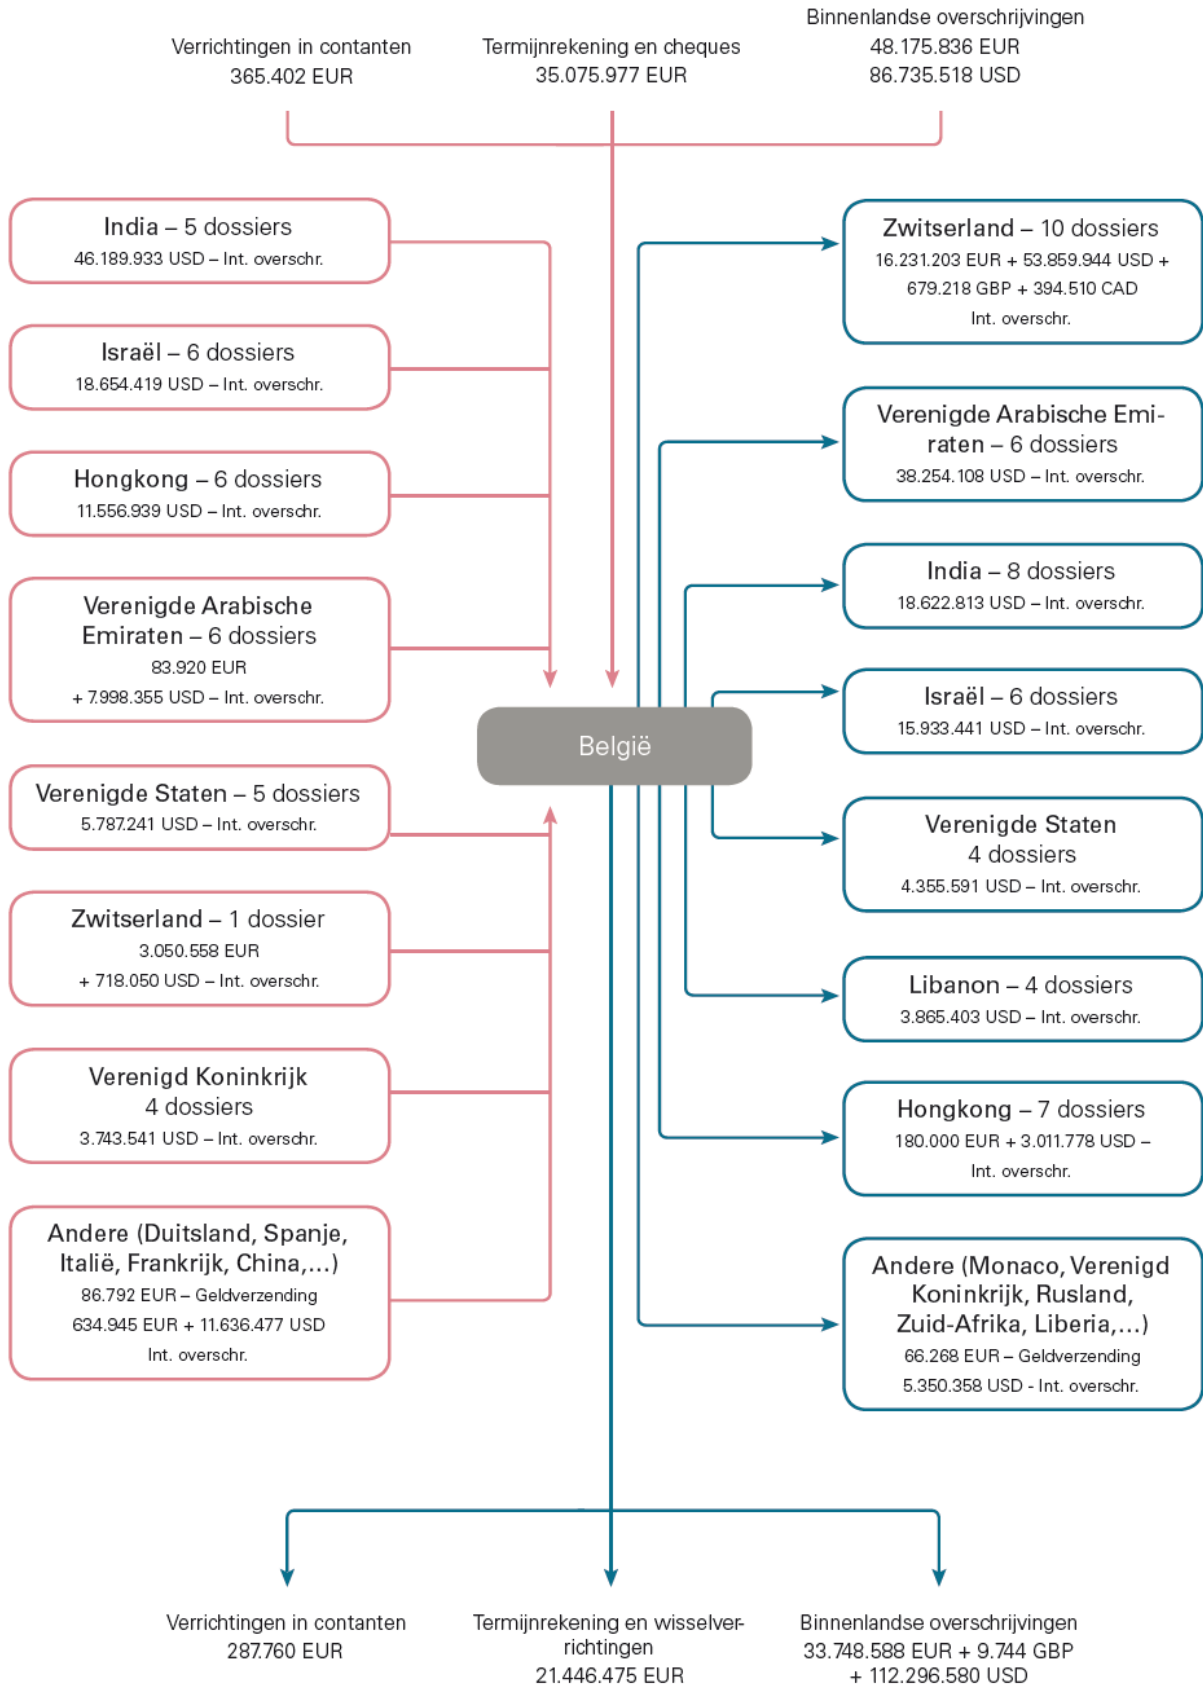 Verrichtingen in contanten
365.402 EUR
Termijnrekening en cheques
35.075.977 EUR
Binnenlandse overschrijvingen
48.175.836 EUR
86.735.518 USD
India – 5 dossiers
46.189.933 USD – Int. overschr.
Israël – 6 dossiers
18.654.419 USD – Int. overschr.
Hongkong – 6 dossiers
11.556.939 USD – Int. overschr.
Verenigde Arabische
Emiraten – 6 dossiers
83.920 EUR
+ 7.998.355 USD – Int. overschr.
Verenigde Staten – 5 dossiers
5.787.241 USD – Int. overschr.
Zwitserland – 1 dossier
3.050.558 EUR
+ 718.050 USD – Int. overschr.
Verenigd Koninkrijk
4 dossiers
3.743.541 USD – Int. overschr.
Andere (Duitsland, Spanje,
Italië, Frankrijk, China,...)
86.792 EUR – Geldverzending
634.945 EUR + 11.636.477 USD
Int. overschr.
België
Zwitserland – 10 dossiers
16.231.203 EUR + 53.859.944 USD +
679.218 GBP + 394.510 CAD
Int. overschr.
Verenigde Arabische Emi-
raten – 6 dossiers
38.254.108 USD – Int. overschr.
India – 8 dossiers
18.622.813 USD – Int. overschr.
Israël – 6 dossiers
15.933.441 USD – Int. overschr.
Verenigde Staten
4 dossiers
4.355.591 USD – Int. overschr.
Libanon – 4 dossiers
3.865.403 USD – Int. overschr.
Hongkong – 7 dossiers
180.000 EUR + 3.011.778 USD –
Int. overschr.
Andere (Monaco, Verenigd
Koninkrijk, Rusland,
Zuid-Afrika, Liberia,...)
66.268 EUR – Geldverzending
5.350.358 USD - Int. overschr.
Verrichtingen in contanten
287.760 EUR
Termijnrekening en wisselver-
richtingen
21.446.475 EUR
Binnenlandse overschrijvingen
33.748.588 EUR + 9.744 GBP
+ 112.296.580 USD